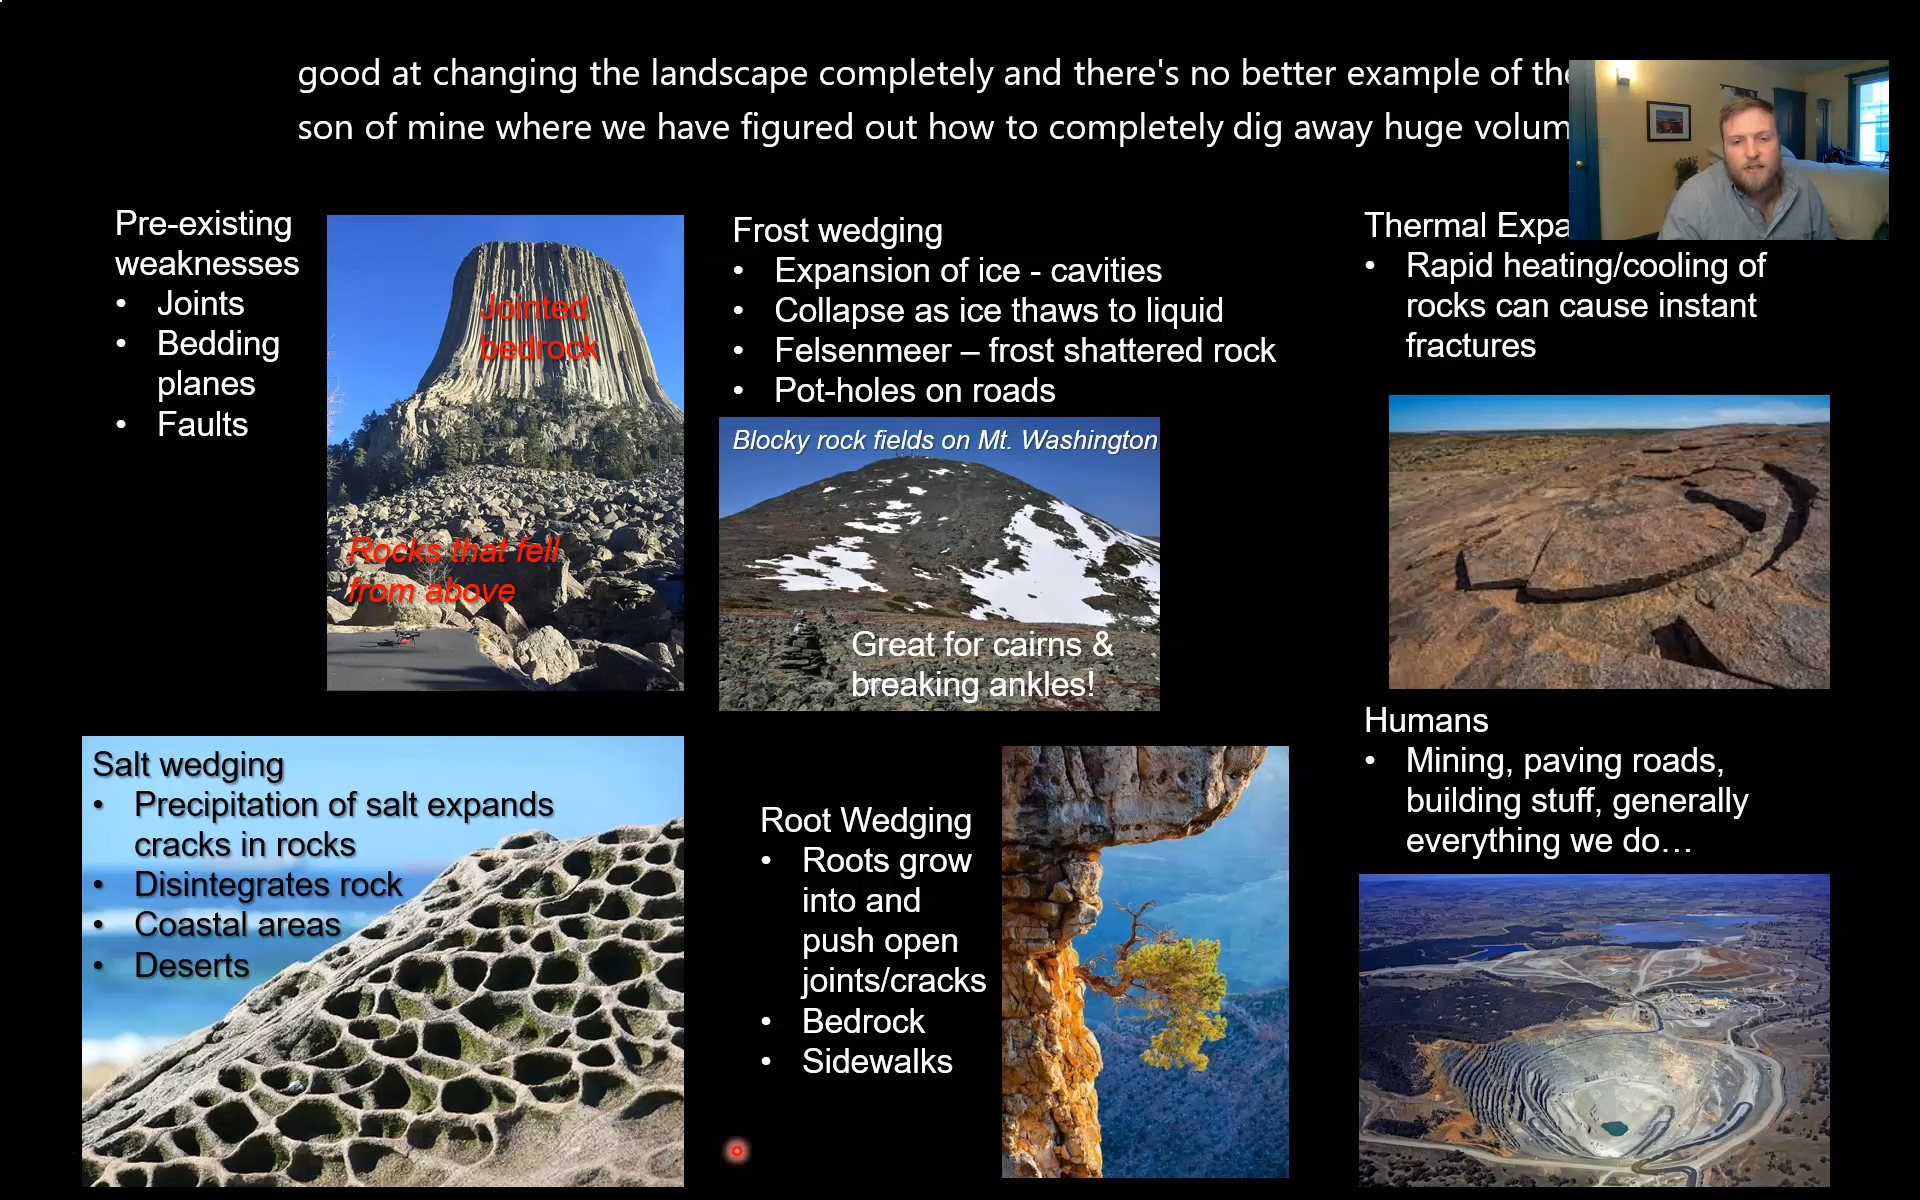 good at changing the landscape completely and there's no better example of
son of mine where we have figured out how to completely dig away huge
Pre-existing
weaknesses
• Joints
• Bedding
planes
• Faults
Jointed
bedrock
Rocks that fell
from above
Frost wedging
• Expansion of ice - cavities
• Collapse as ice thaws to liquid
• Felsenmeer – frost shattered rock
• Pot-holes on roads
Blocky rock fields on Mt. Washington
Great for cairns &
breaking ankles!
Thermal
• Rapid heating/cooling of
rocks can cause instant
fractures
Salt wedging
• Precipitation of salt expands
cracks in rocks
• Disintegrates rock
• Coastal areas
• Deserts
Root Wedging
• Roots grow
into and
push open
joints/cracks
• Bedrock
• Sidewalks
Humans
• Mining, paving roads,
building stuff, generally
everything we do…